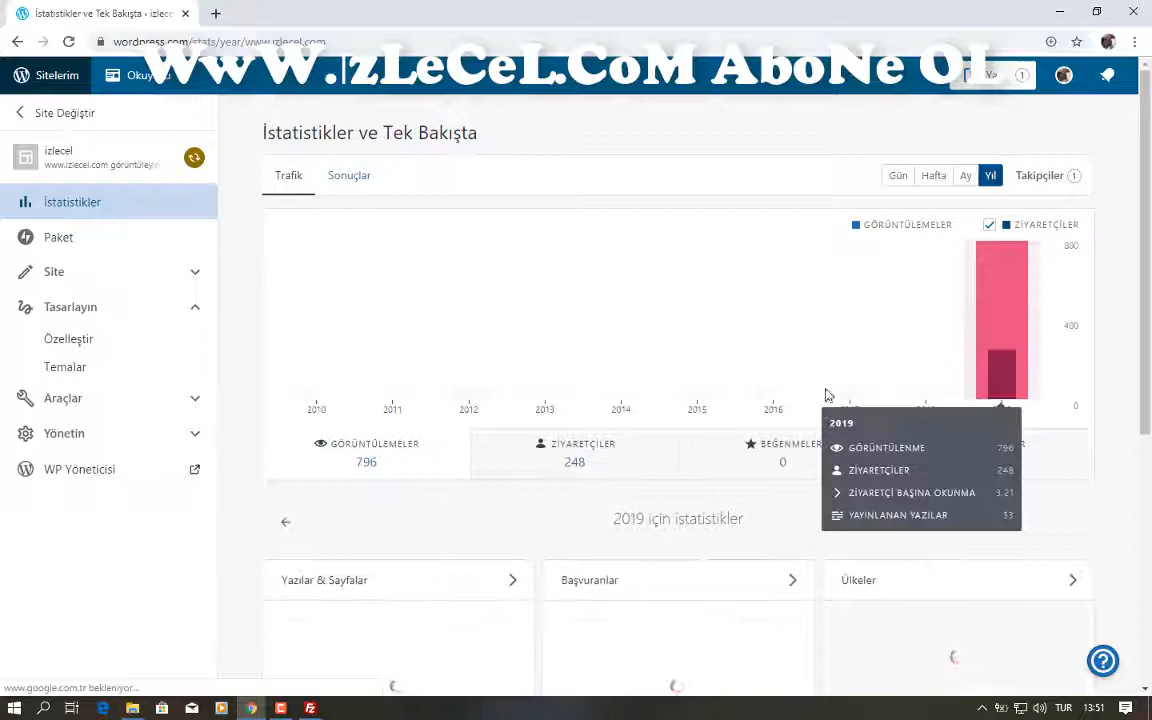 İstatistikler ve Tek Bakışta ‹ izlece
wordpress.com/stats/year/www.izlecel.com
WwW.izLeCeL.CoM AboNe OL
Sitelerim
1
Site Değiştir
izlecel
www.izlecel.com görüntüleyin
İstatistikler
Paket
Site
Tasarlayın
Özelleştir
Temalar
Araçlar
Yönetin
WP Yöneticisi
İstatistikler ve Tek Bakışta
Trafik
Sonuçlar
Gün
Hafta
Ay
Yıl
Takipçiler 1
GÖRÜNTÜLEMELER
ZİYARETÇİLER
800
400
0
2010
2011
2012
2013
2014
2015
2016
GÖRÜNTÜLEMELER
796
ZİYARETÇİLER
248
BEĞENMELER
0
2019
GÖRÜNTÜLENME 796
ZİYARETÇİLER 248
ZİYARETÇİ BAŞINA OKUNMA 3,21
YAYINLANAN YAZILAR 33
2019 için istatistikler
Yazılar & Sayfalar
Başvuranlar
Ülkeler
www.google.com.tr bekleniyor...
TUR
13:51